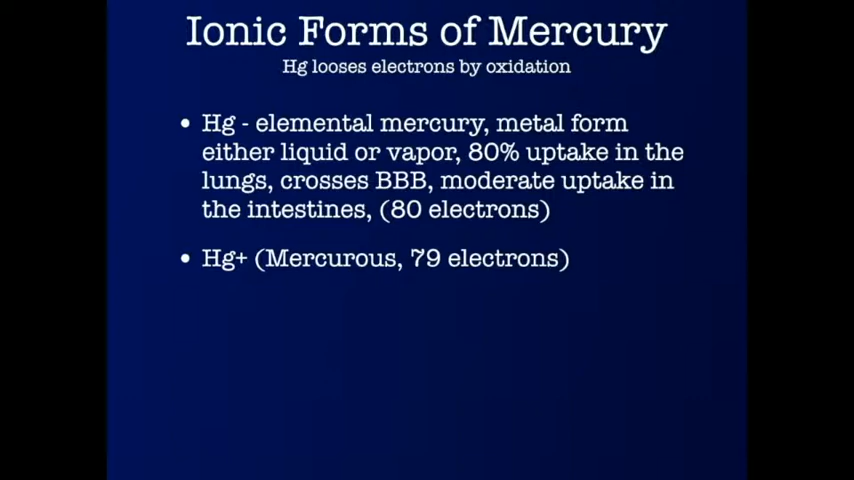 Ionic Forms of Mercury
Hg looses electrons by oxidation
• Hg - elemental mercury, metal form
either liquid or vapor, 80% uptake in the
lungs, crosses BBB, moderate uptake in
the intestines, (80 electrons)
• Hg+ (Mercurous, 79 electrons)